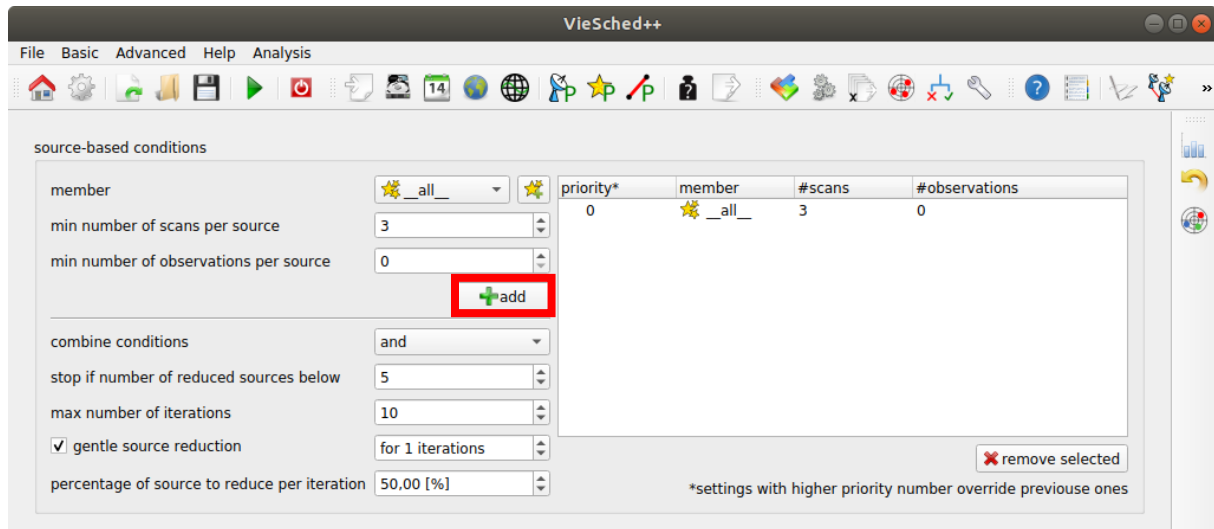 VieSched++
File Basic Advanced Help Analysis
14 P P P ? x x ? »
source-based conditions
member __all__
min number of scans per source 3
min number of observations per source 0
add
combine conditions and
stop if number of reduced sources below 5
max number of iterations 10
gentle source reduction for 1 iterations
percentage of source to reduce per iteration 50,00 [%]
priority* member #scans #observations
0 __all__ 3 0
remove selected
*settings with higher priority number override previouse ones